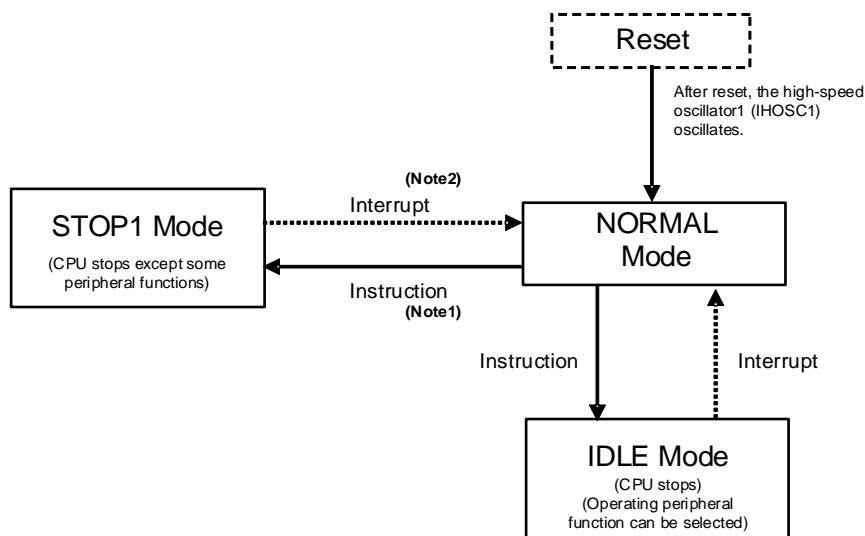 Reset
After reset, the high-speed
oscillator1 (IHOSC1)
oscillates.
(Note2)
Interrupt
STOP1 Mode
(CPU stops except some
peripheral functions)
NORMAL
Mode
Instruction
(Note1)
Instruction
Interrupt
IDLE Mode
(CPU stops)
(Operating peripheral
function can be selected)